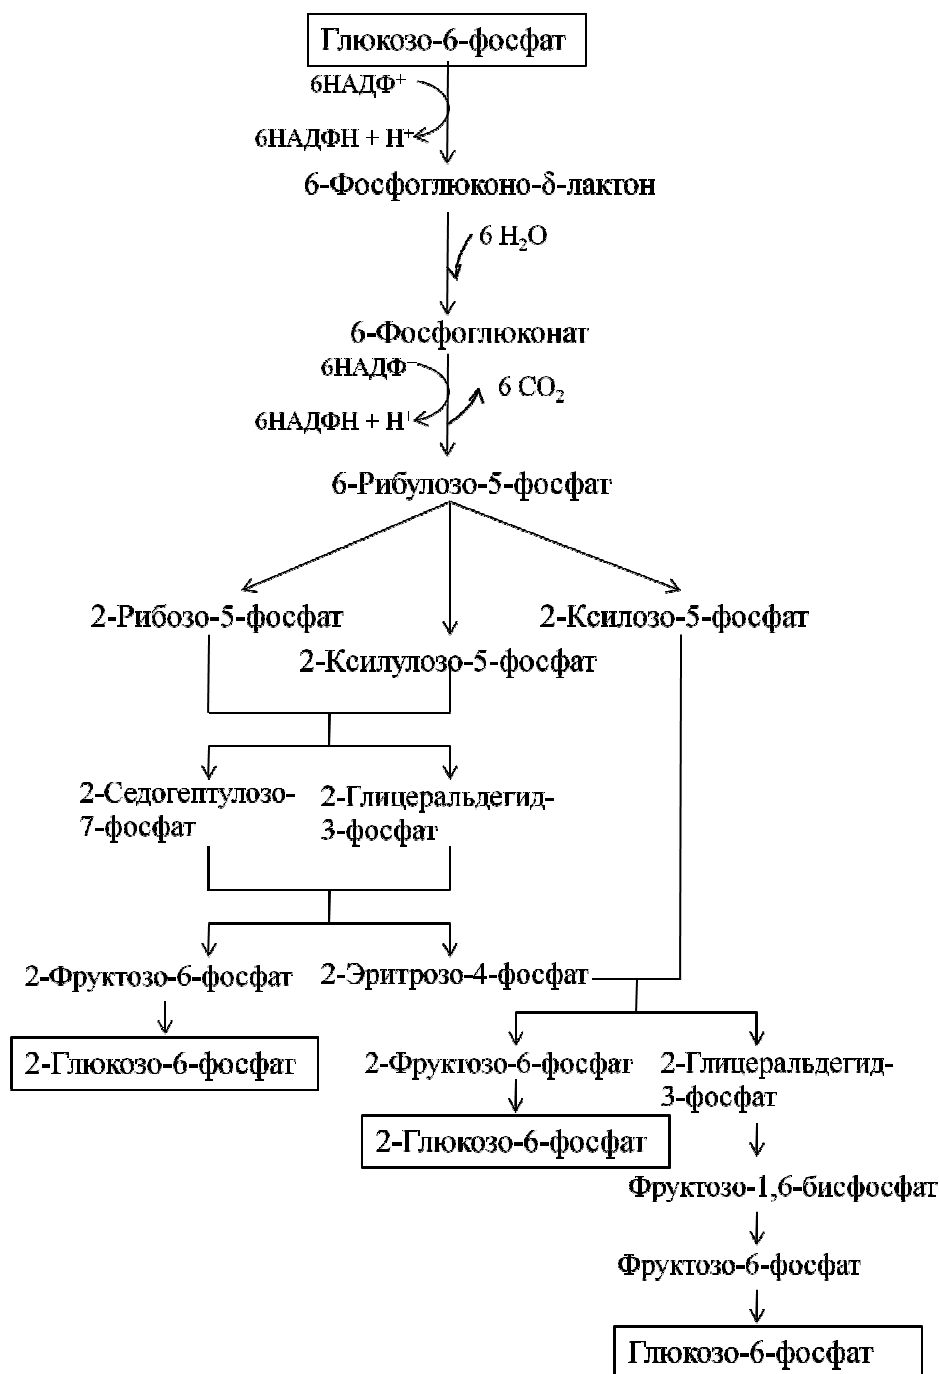 Глюкозо-6-фосфат
6НАДФ⁺
6НАДФН + Н⁺
6-Фосфоглюконо-δ-лактон
6 H₂O
6-Фосфоглюконат
6НАДФ⁻
6 CO₂
6НАДФН + Н⁺
6-Рибулозо-5-фосфат
2-Рибозо-5-фосфат
2-Ксилозо-5-фосфат
2-Ксилулозо-5-фосфат
2-Седогептулозо-
7-фосфат
2-Глицеральдегид-
3-фосфат
2-Фруктозо-6-фосфат
2-Эритрозо-4-фосфат
2-Глюкозо-6-фосфат
2-Фруктозо-6-фосфат
2-Глицеральдегид-
3-фосфат
2-Глюкозо-6-фосфат
Фруктозо-1,6-бисфосфат
Фруктозо-6-фосфат
Глюкозо-6-фосфат